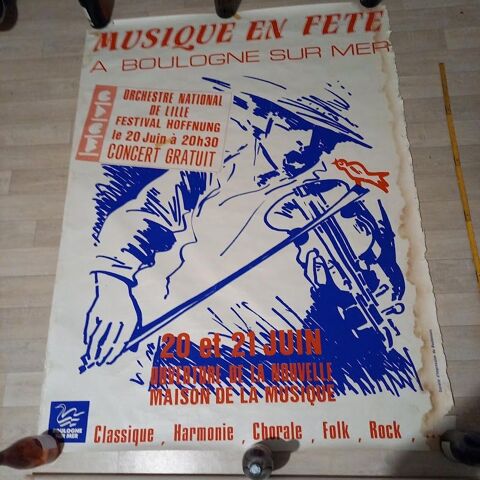 MUSIQUE EN FETE
A BOULOGNE SUR MER
ORCHESTRE NATIONAL
DE LILLE
FESTIVAL HOFFNUNG
le 20 Juin à 20h30
CONCERT GRATUIT
20 et 21 JUIN
OUVERTURE DE LA NOUVELLE
MAISON DE LA MUSIQUE
BOULOGNE
SUR MER
Classique , Harmonie , Chorale , Folk , Rock , ...